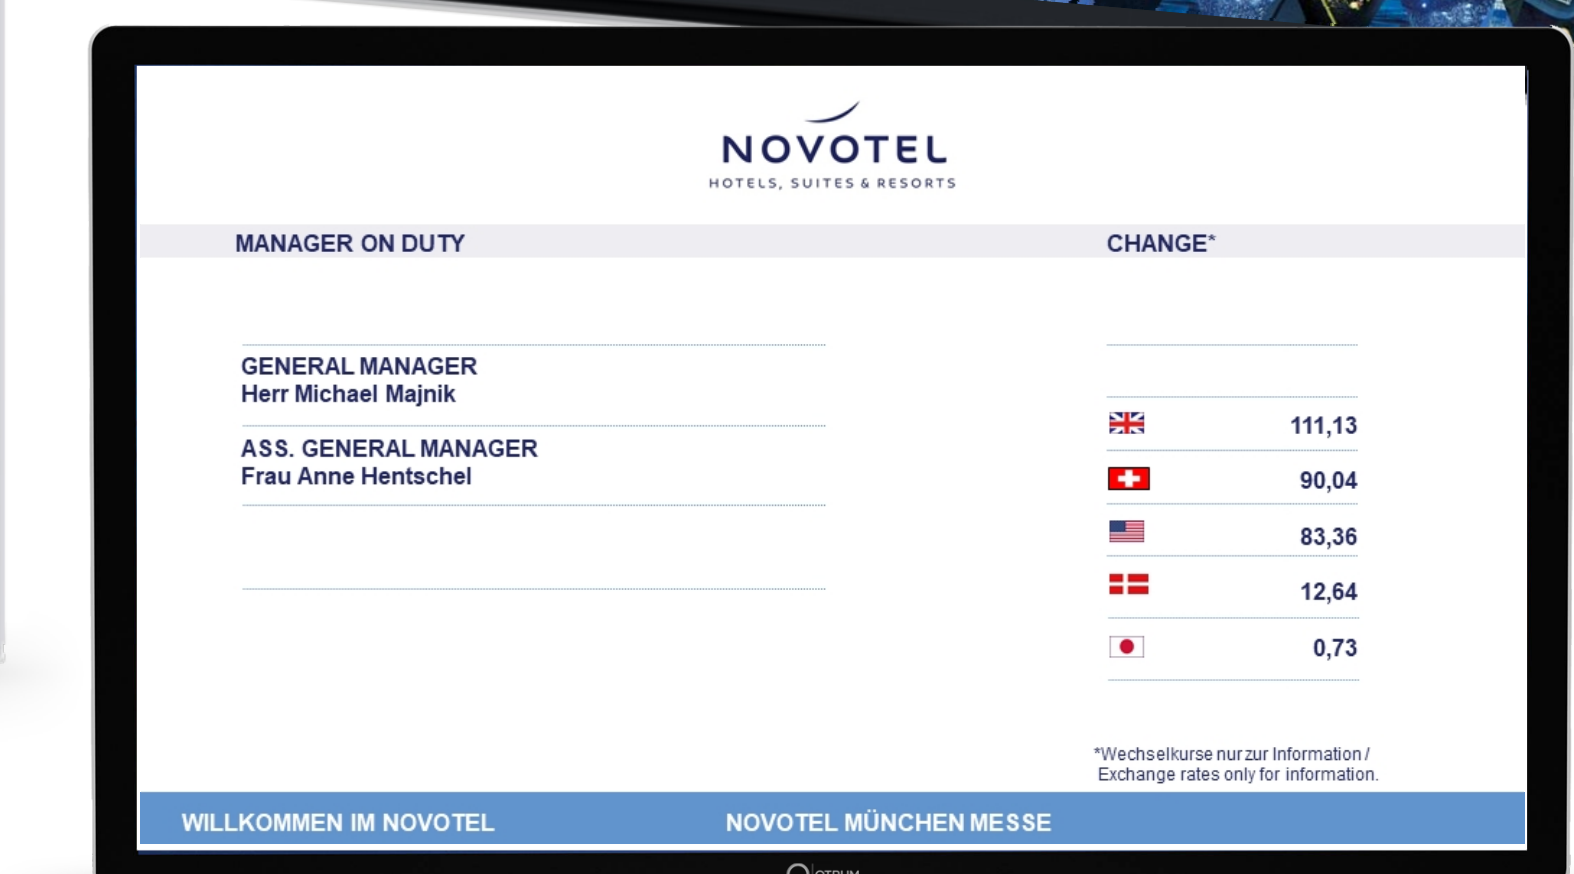 NOVOTEL
HOTELS, SUITES & RESORTS
MANAGER ON DUTY
CHANGE*
GENERAL MANAGER
Herr Michael Majnik
ASS. GENERAL MANAGER
Frau Anne Hentschel
111,13
90,04
83,36
12,64
0,73
*Wechselkurse nur zur Information /
Exchange rates only for information.
WILLKOMMEN IM NOVOTEL
NOVOTEL MÜNCHEN MESSE
OTRUM